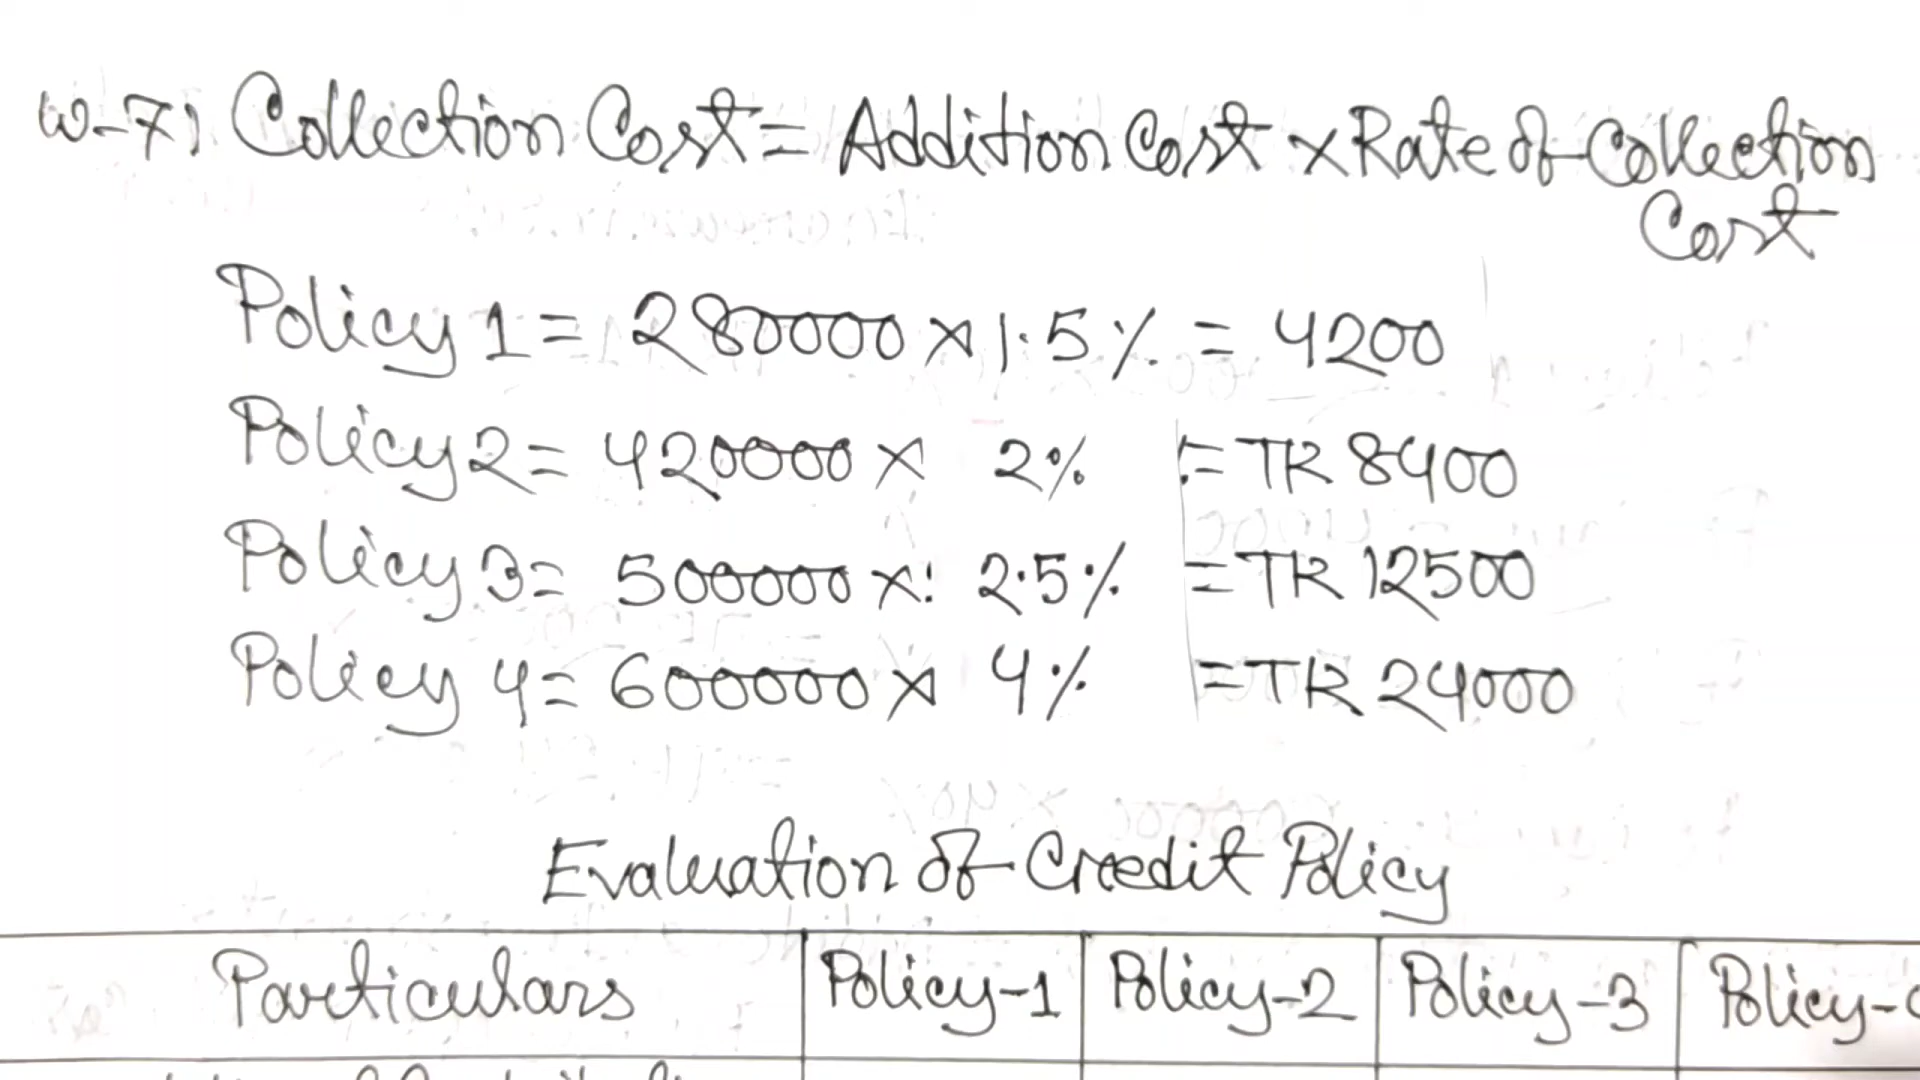 W-7: Collection Cost = Addition Cost × Rate of Collection
Cost
Policy 1 = 280000 × 1.5% = 4200
Policy 2 = 420000 × 2% = TK 8400
Policy 3 = 500000 × 2.5% = TK 12500
Policy 4 = 600000 × 4% = TK 24000
Evaluation of Credit Policy
Particulars Policy-1 Policy-2 Policy-3 Policy-